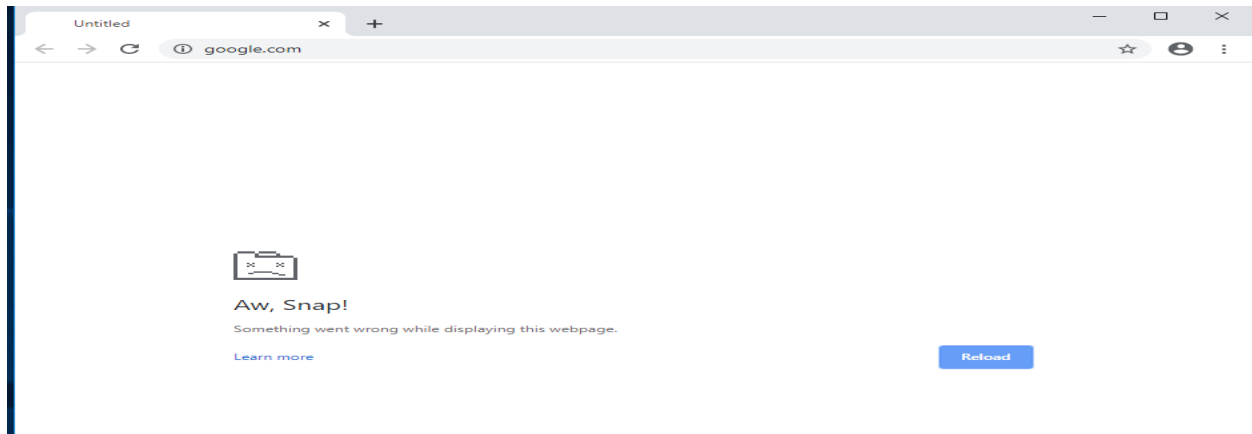 Untitled
google.com
Aw, Snap!
Something went wrong while displaying this webpage.
Learn more
Reload